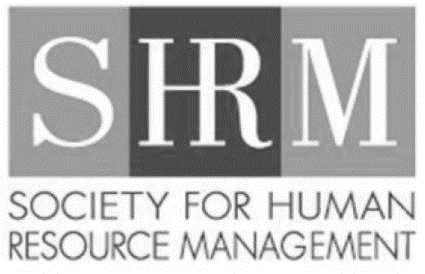 SHRM
SOCIETY FOR HUMAN
RESOURCE MANAGEMENT